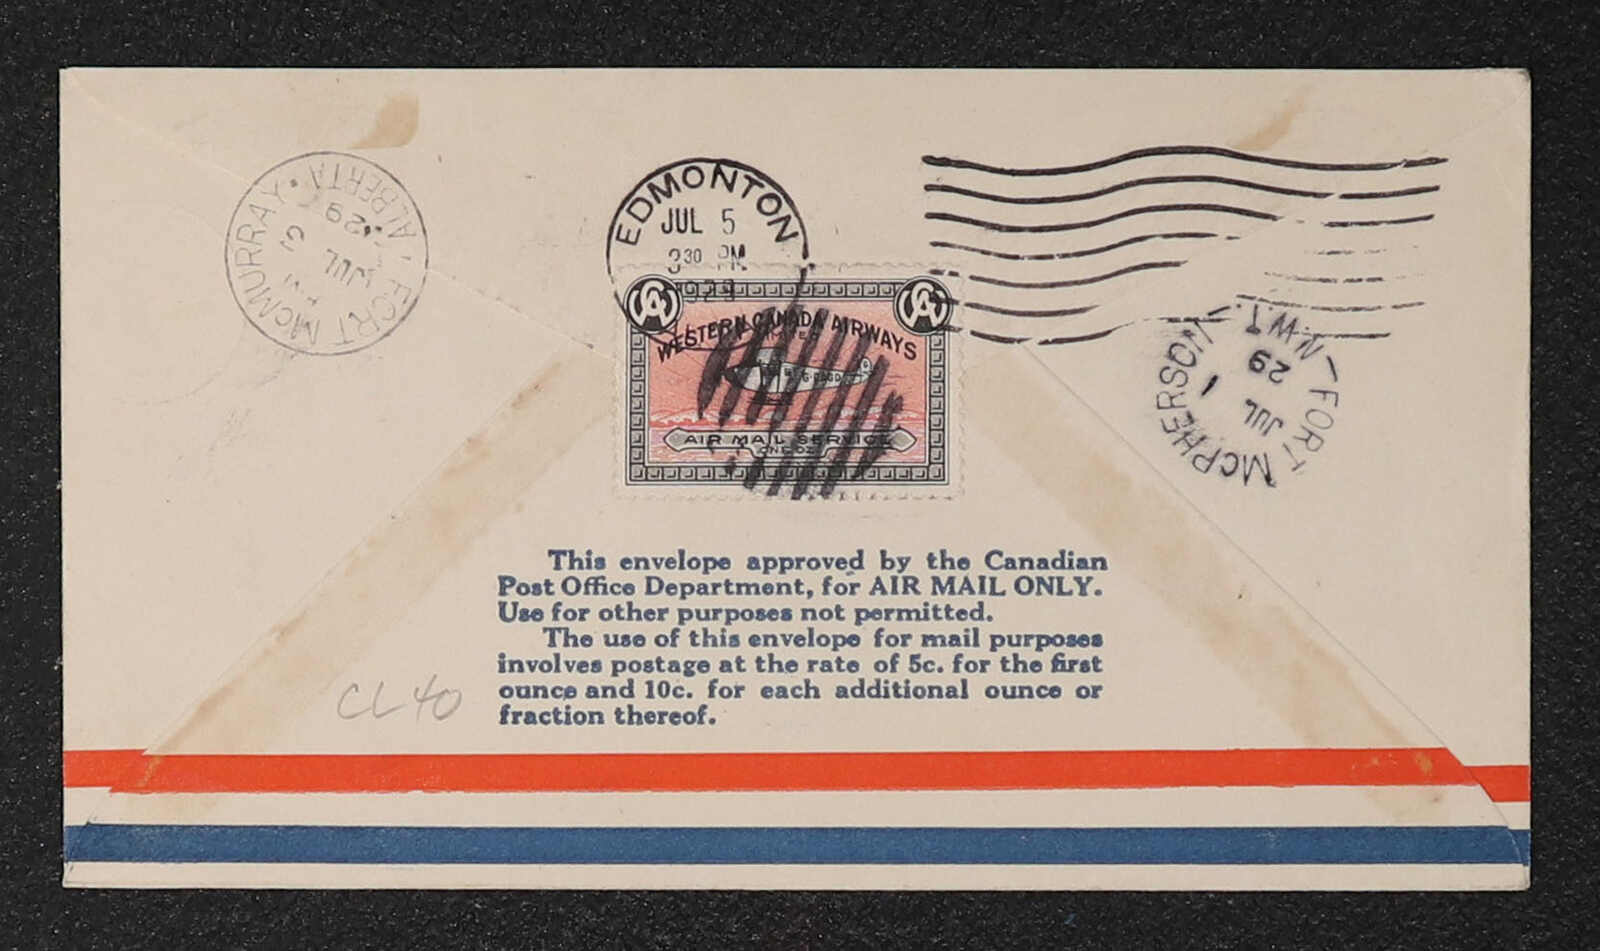 FORT McMURRAY • ALBERTA •
JUL 3
29
EDMONTON
JUL 5
3 30 PM
1929
WESTERN CANADA AIRWAYS
LIMITED
AIR MAIL SERVICE
FORT McPHERSON N.W.T.
JUL 1
29
This envelope approved by the Canadian
Post Office Department, for AIR MAIL ONLY.
Use for other purposes not permitted.
The use of this envelope for mail purposes
involves postage at the rate of 5c. for the first
ounce and 10c. for each additional ounce or
fraction thereof.
CL40